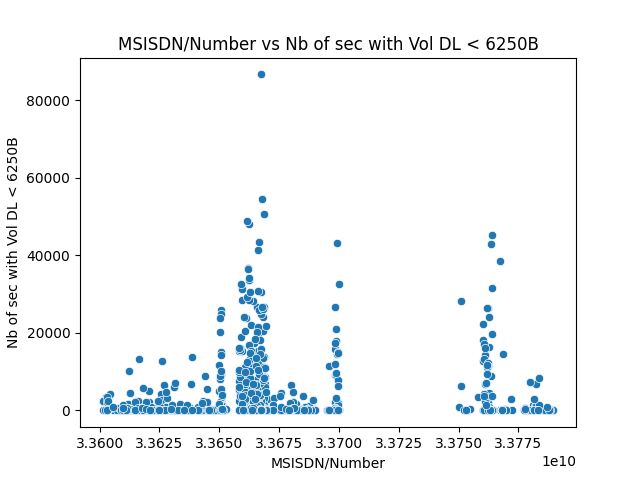 MSISDN/Number vs Nb of sec with Vol DL < 6250B
Nb of sec with Vol DL < 6250B
80000
60000
40000
20000
0
3.3600 3.3625 3.3650 3.3675 3.3700 3.3725 3.3750 3.3775
1e10
MSISDN/Number